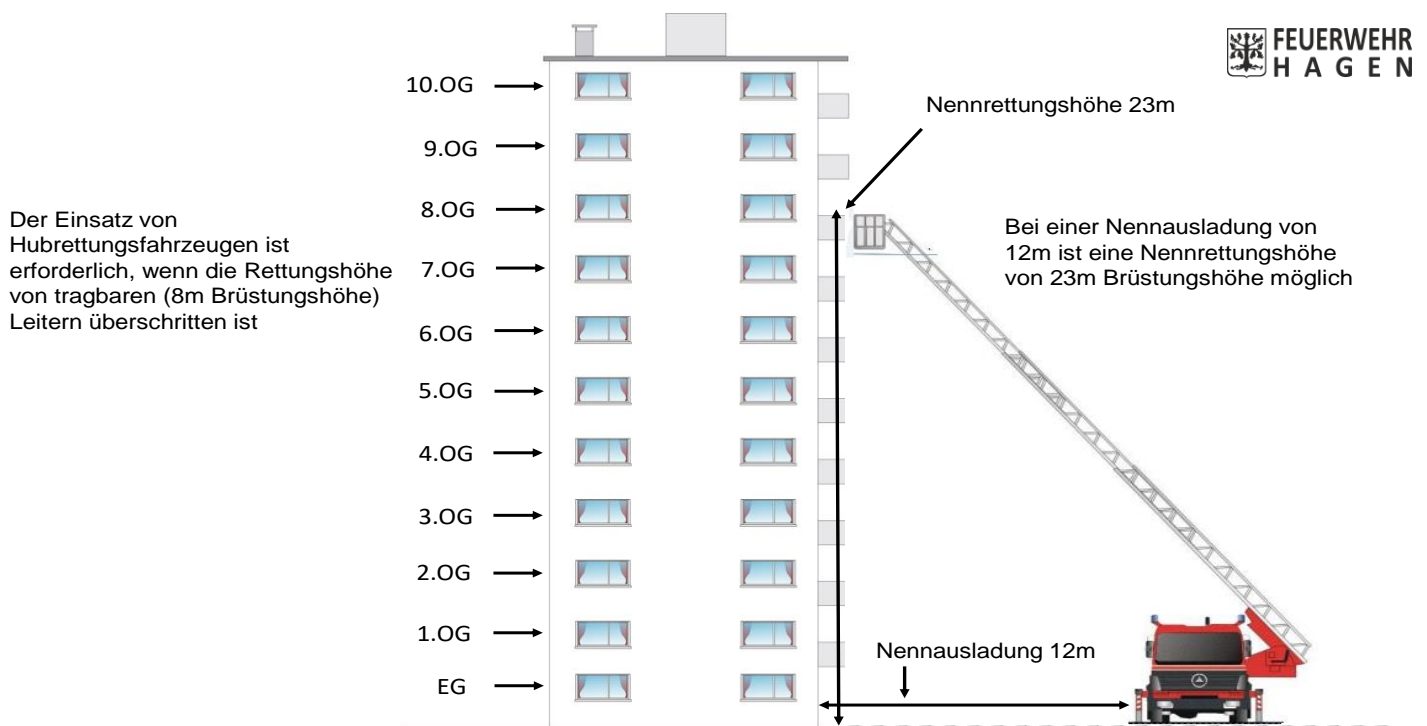 FEUERWEHR
HAGEN
10.OG
9.OG
8.OG
7.OG
6.OG
5.OG
4.OG
3.OG
2.OG
1.OG
EG
Der Einsatz von
Hubrettungsfahrzeugen ist
erforderlich, wenn die Rettungshöhe
von tragbaren (8m Brüstungshöhe)
Leitern überschritten ist
Nennrettungshöhe 23m
Bei einer Nennausladung von
12m ist eine Nennrettungshöhe
von 23m Brüstungshöhe möglich
Nennausladung 12m